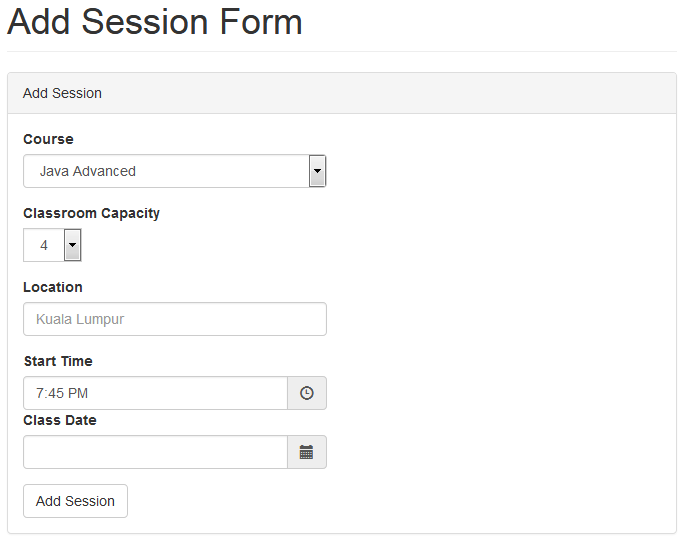 Add Session Form
Add Session
Course
Java Advanced
Classroom Capacity
4
Location
Kuala Lumpur
Start Time
7:45 PM
Class Date
Add Session